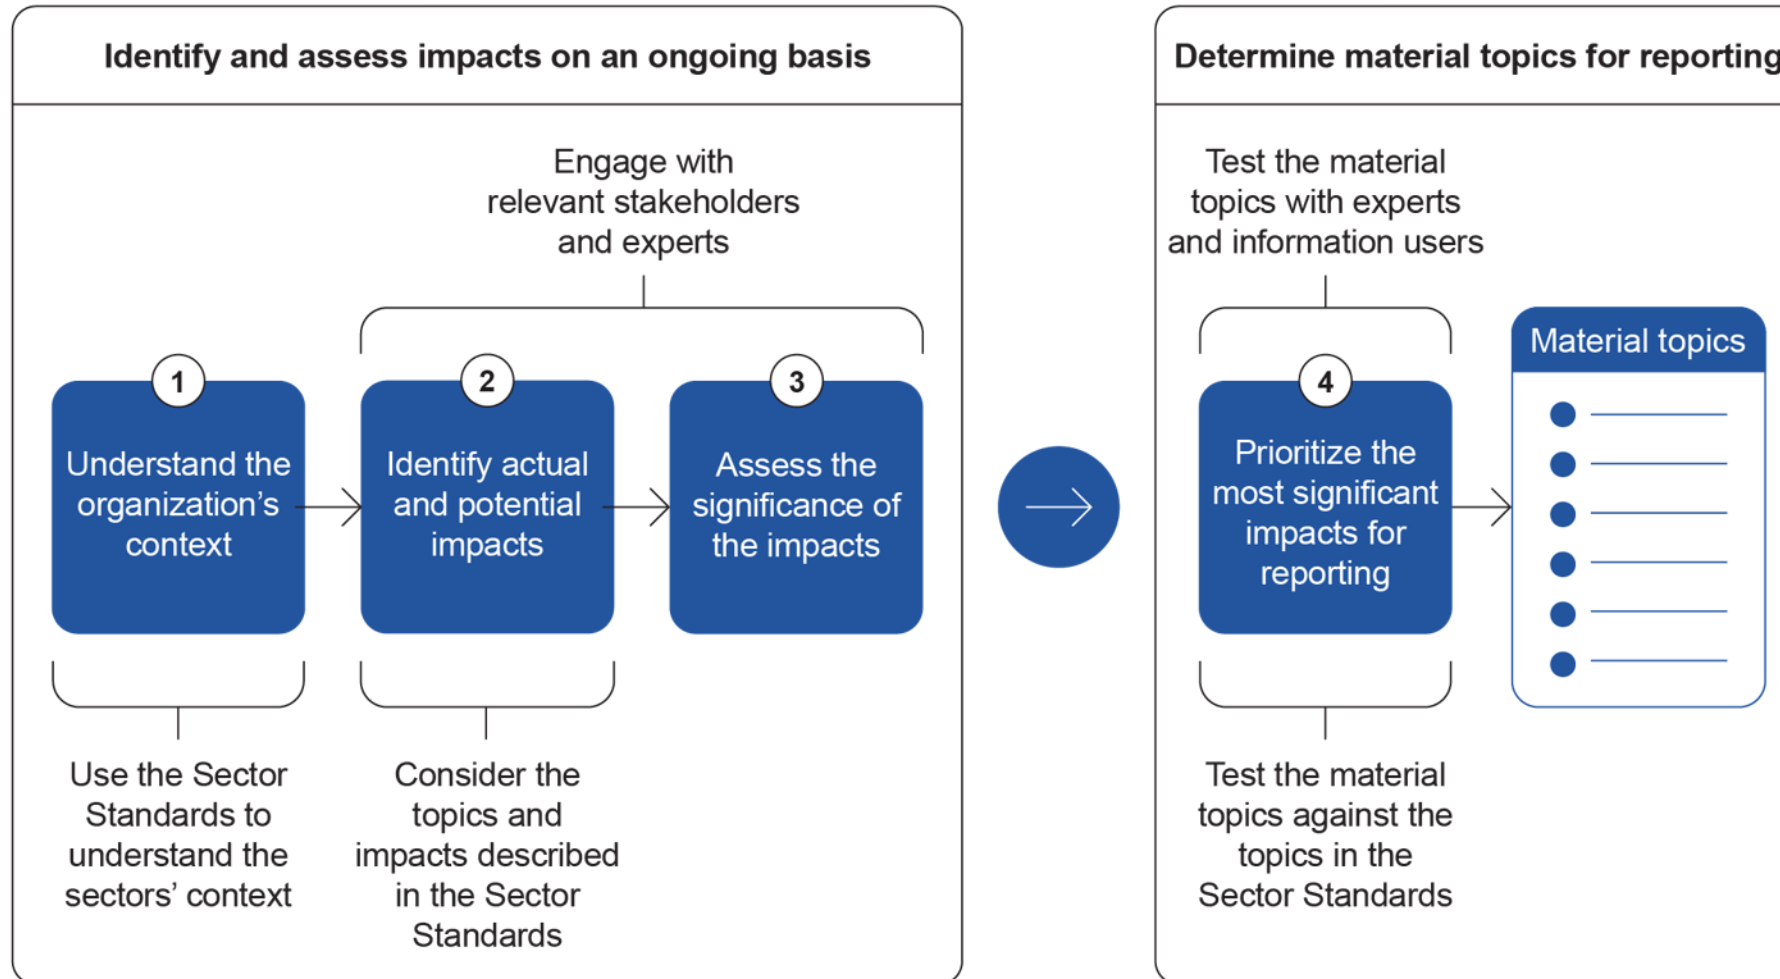 Identify and assess impacts on an ongoing basis
Engage with
relevant stakeholders
and experts
1
Understand the
organization’s
context
2
Identify actual
and potential
impacts
3
Assess the
significance of
the impacts
Use the Sector
Standards to
understand the
sectors’ context
Consider the
topics and
impacts described
in the Sector
Standards
Determine material topics for reporting
Test the material
topics with experts
and information users
4
Prioritize the
most significant
impacts for
reporting
Material topics
Test the material
topics against the
topics in the
Sector Standards